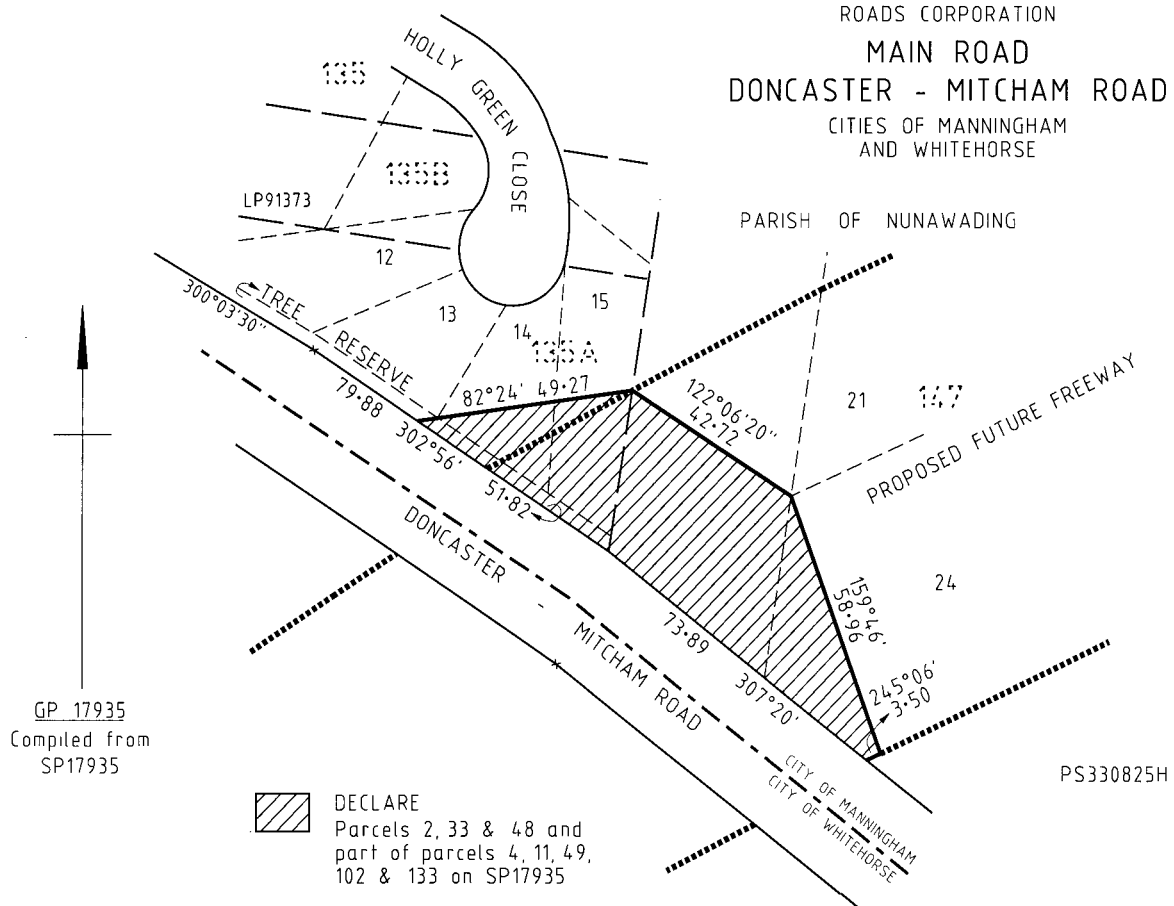 ROADS CORPORATION
MAIN ROAD
DONCASTER - MITCHAM ROAD
CITIES OF MANNINGHAM
AND WHITEHORSE
HOLLY GREEN CLOSE
135
135B
LP91373
12
PARISH OF NUNAWADING
13
14
15
135A
300°03'30"
TREE RESERVE
79·88
82°24' 49·27
302°56'
51·82
122°06'20"
42·72
21
147
PROPOSED FUTURE FREEWAY
24
159°46'
58·96
245°06'
3·50
73·89
307°20'
DONCASTER
MITCHAM ROAD
CITY OF MANNINGHAM
CITY OF WHITEHORSE
PS330825H
GP 17935
Compiled from
SP17935
DECLARE
Parcels 2, 33 & 48 and
part of parcels 4, 11, 49,
102 & 133 on SP17935